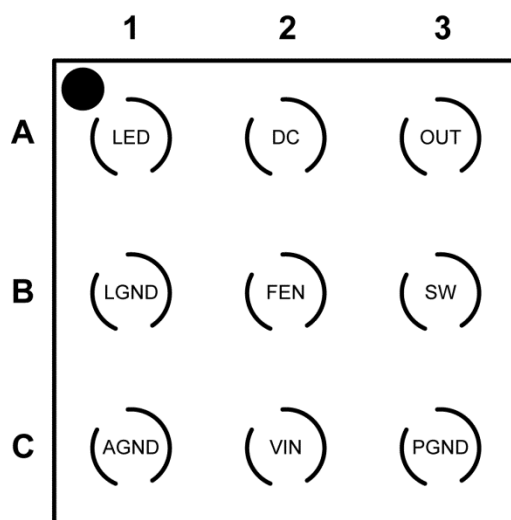 1 2 3
A LED DC OUT
B LGND FEN SW
C AGND VIN PGND